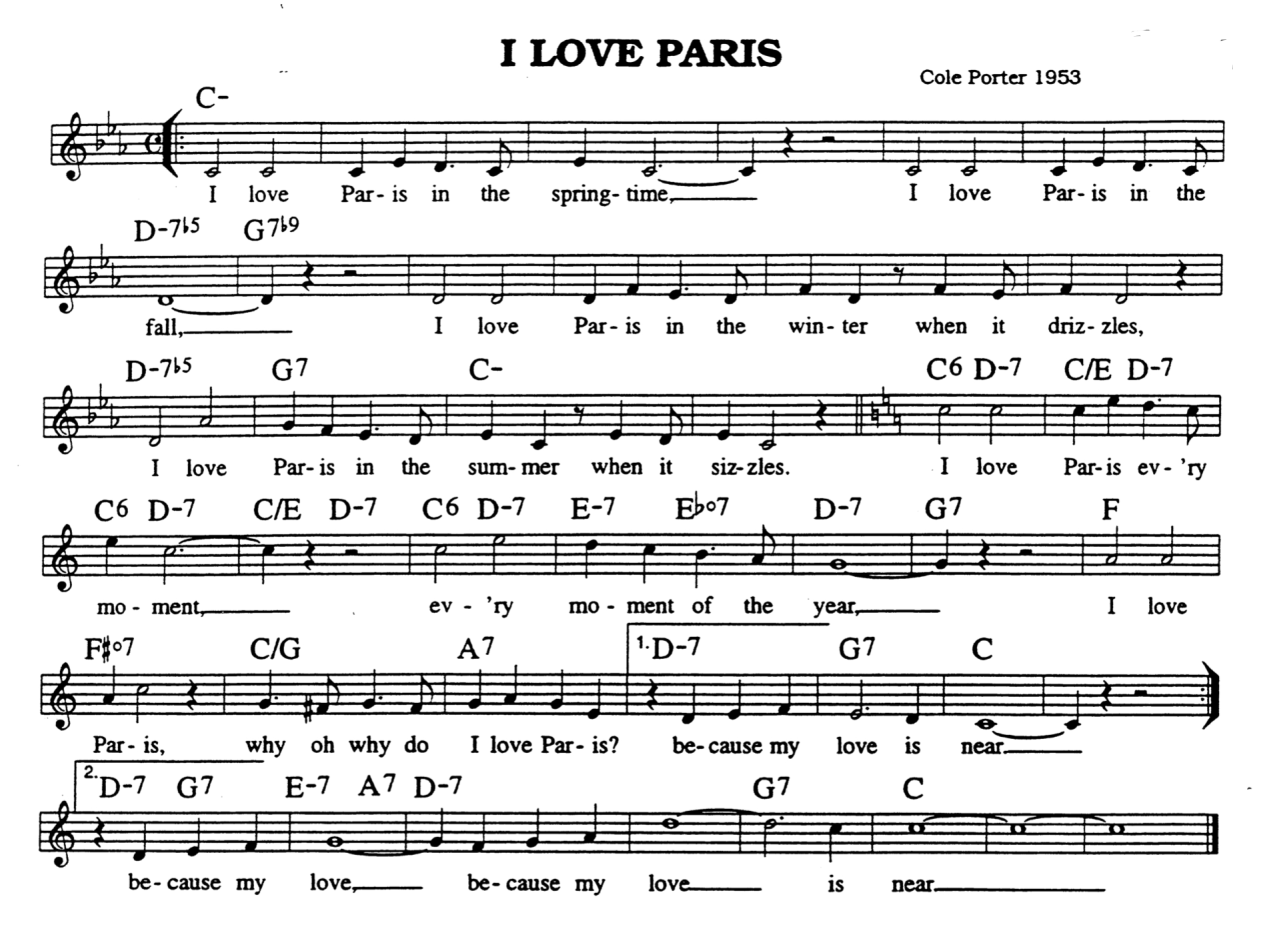 I LOVE PARIS
Cole Porter 1953
C-
I love Par- is in the spring- time, I love Par- is in the
D-7♭5 G7♭9
fall, I love Par- is in the win- ter when it driz- zles,
D-7♭5 G7 C- C6 D-7 C/E D-7
I love Par- is in the sum- mer when it siz- zles. I love Par- is ev- 'ry
C6 D-7 C/E D-7 C6 D-7 E-7 E♭°7 D-7 G7 F
mo - ment, ev - 'ry mo - ment of the year, I love
F#°7 C/G A7 1. D-7 G7 C
Par- is, why oh why do I love Par- is? be- cause my love is near.
2. D-7 G7 E-7 A7 D-7 G7 C
be- cause my love, be- cause my love is near.